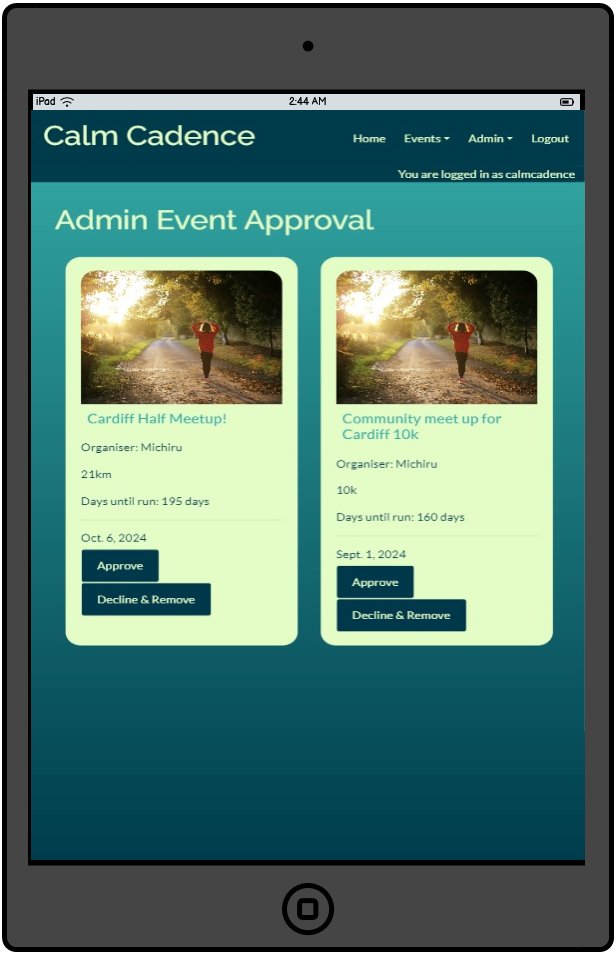 iPad
2:44 AM
Calm Cadence
Home Events Admin Logout
You are logged in as calmcadence
Admin Event Approval
Cardiff Half Meetup!
Organiser: Michiru
21km
Days until run: 195 days
Oct. 6, 2024
Approve
Decline & Remove
Community meet up for
Cardiff 10k
Organiser: Michiru
10k
Days until run: 160 days
Sept. 1, 2024
Approve
Decline & Remove